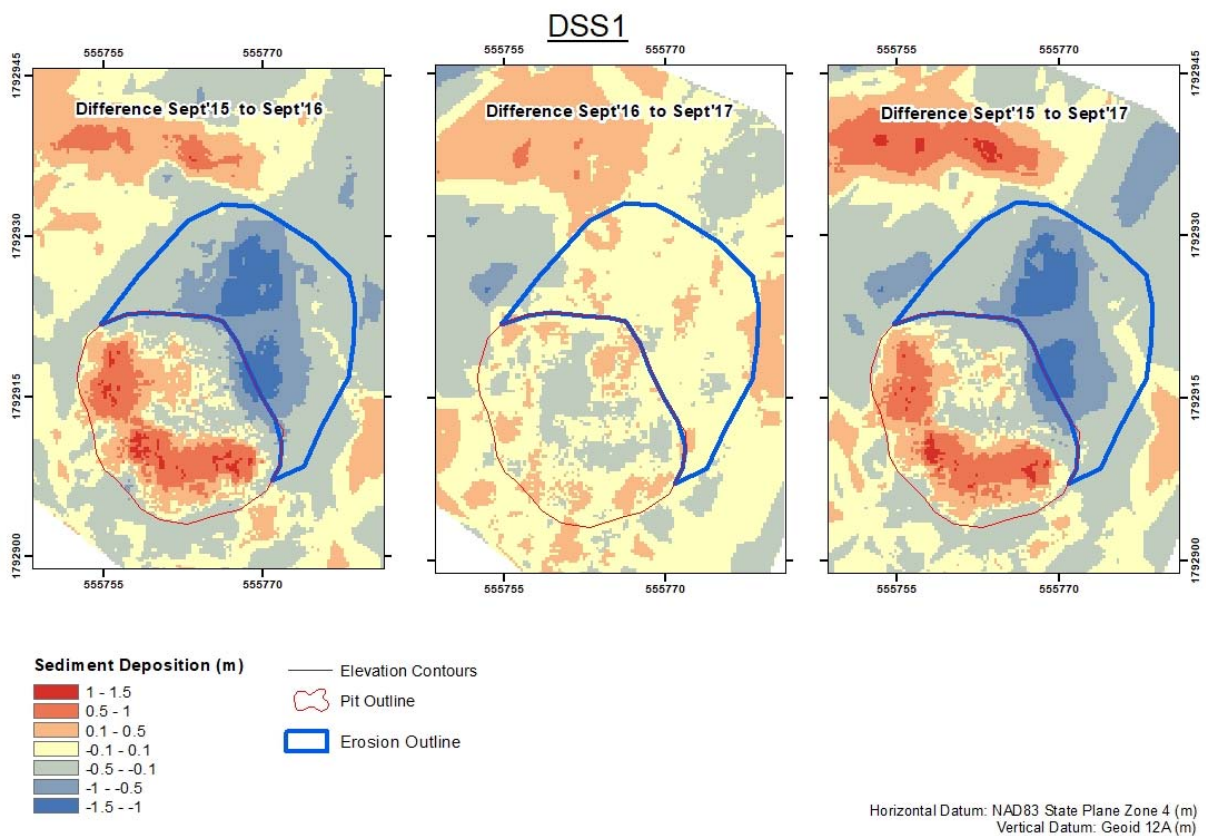 DSS1
555755 555770
555755 555770
555755 555770
Difference Sept'15 to Sept'16
Difference Sept'16 to Sept'17
Difference Sept'15 to Sept'17
1792945
1792930
1792915
1792900
1792945
1792930
1792915
1792900
555755 555770
555755 555770
555755 555770
Sediment Deposition (m)
1 - 1.5
0.5 - 1
0.1 - 0.5
-0.1 - 0.1
-0.5 - -0.1
-1 - -0.5
-1.5 - -1
Elevation Contours
Pit Outline
Erosion Outline
Horizontal Datum: NAD83 State Plane Zone 4 (m)
Vertical Datum: Geoid 12A (m)